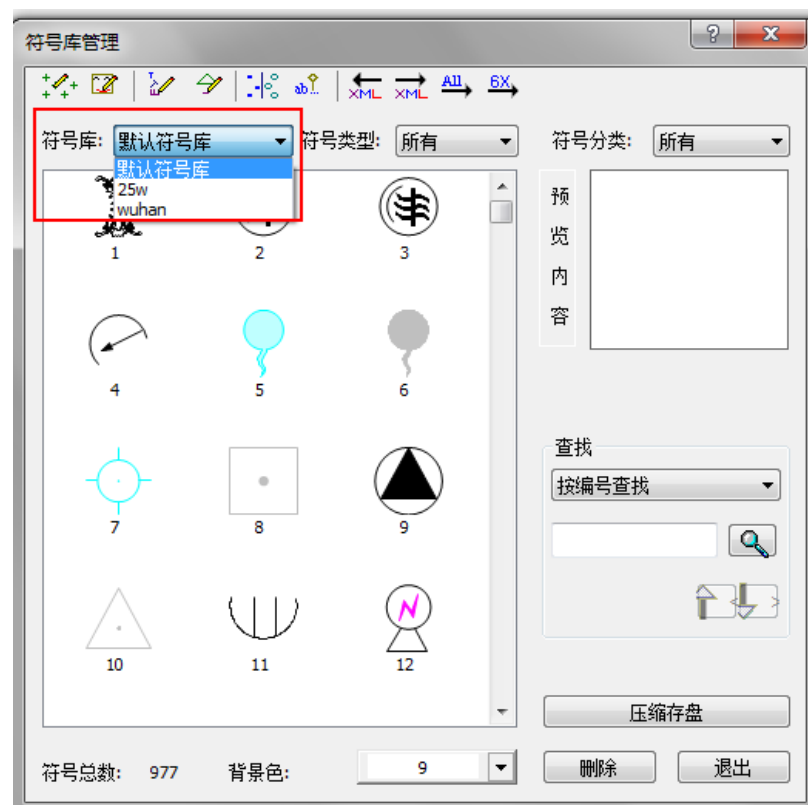 符号库管理
XML XML All 6X
符号库: 默认符号库 符号类型: 所有 符号分类: 所有
默认符号库
25w
wuhan
预览内容
1 2 3
4 5 6
7 8 9
10 11 12
查找
按编号查找
压缩存盘
符号总数: 977 背景色: 9 删除 退出